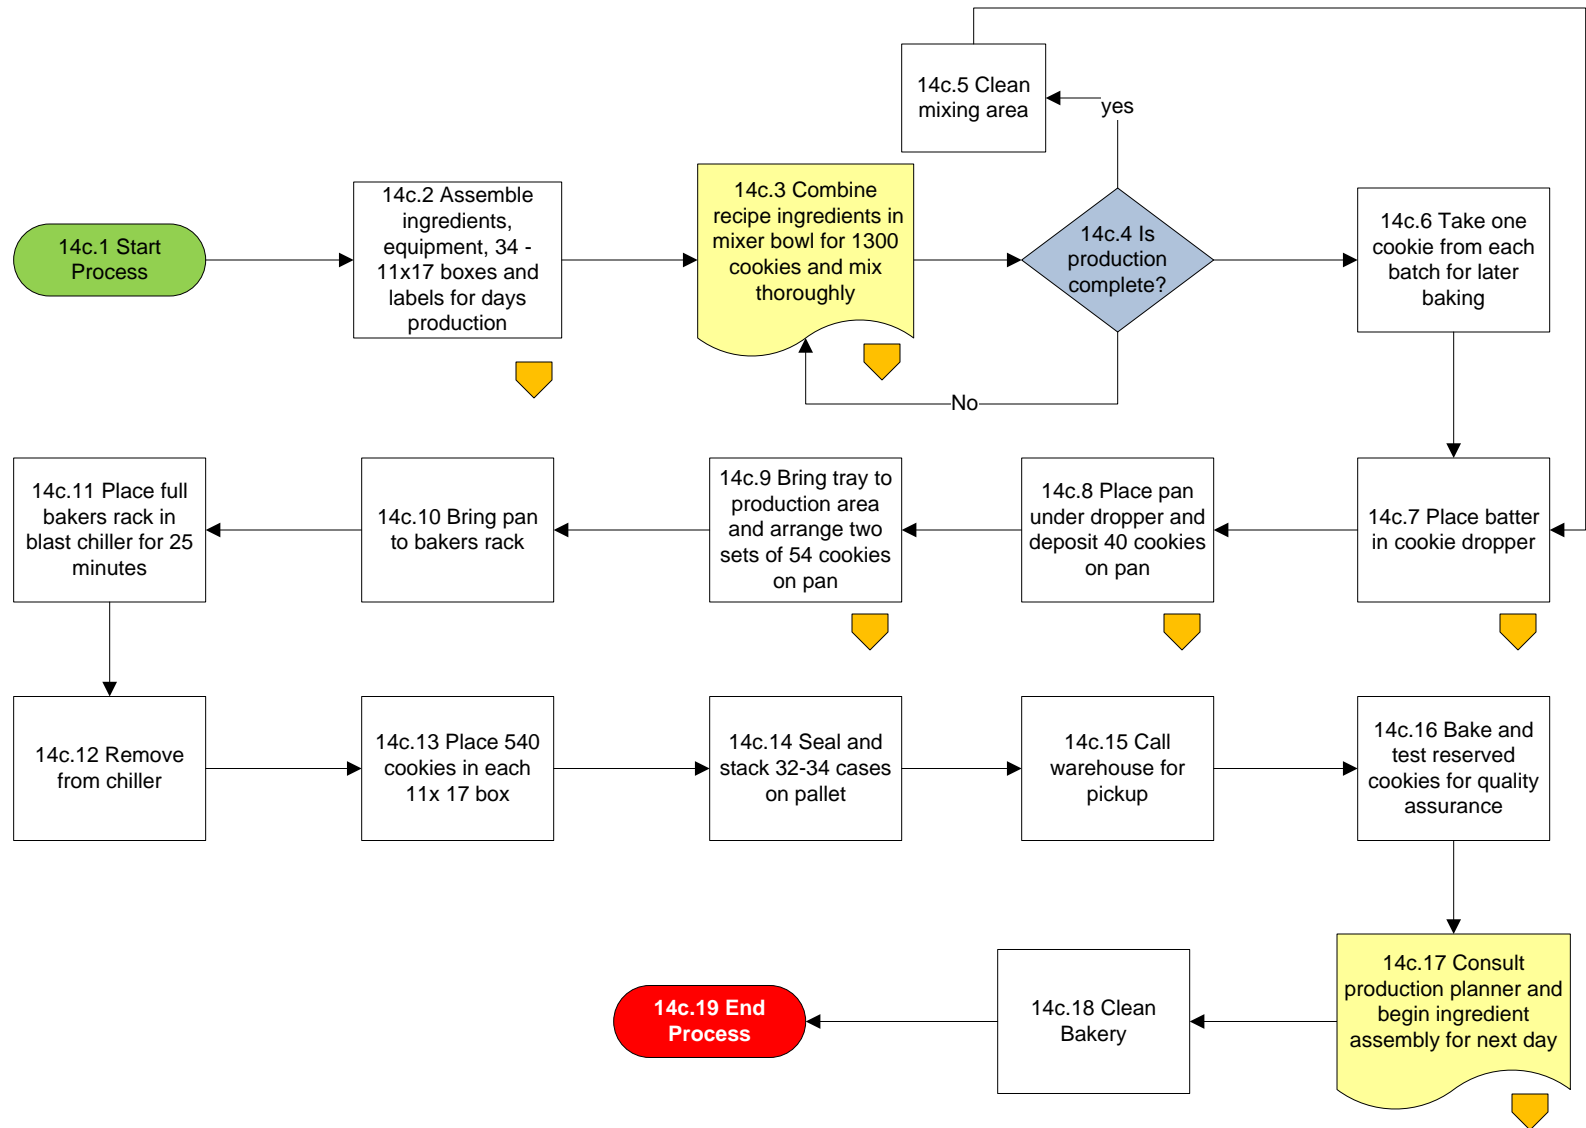 14c.1 Start
Process
14c.2 Assemble
ingredients,
equipment, 34 -
11x17 boxes and
labels for days
production
14c.3 Combine
recipe ingredients in
mixer bowl for 1300
cookies and mix
thoroughly
14c.4 Is
production
complete?
yes
No
14c.5 Clean
mixing area
14c.6 Take one
cookie from each
batch for later
baking
14c.7 Place batter
in cookie dropper
14c.8 Place pan
under dropper and
deposit 40 cookies
on pan
14c.9 Bring tray to
production area
and arrange two
sets of 54 cookies
on pan
14c.10 Bring pan
to bakers rack
14c.11 Place full
bakers rack in
blast chiller for 25
minutes
14c.12 Remove
from chiller
14c.13 Place 540
cookies in each
11x 17 box
14c.14 Seal and
stack 32-34 cases
on pallet
14c.15 Call
warehouse for
pickup
14c.16 Bake and
test reserved
cookies for quality
assurance
14c.17 Consult
production planner and
begin ingredient
assembly for next day
14c.18 Clean
Bakery
14c.19 End
Process